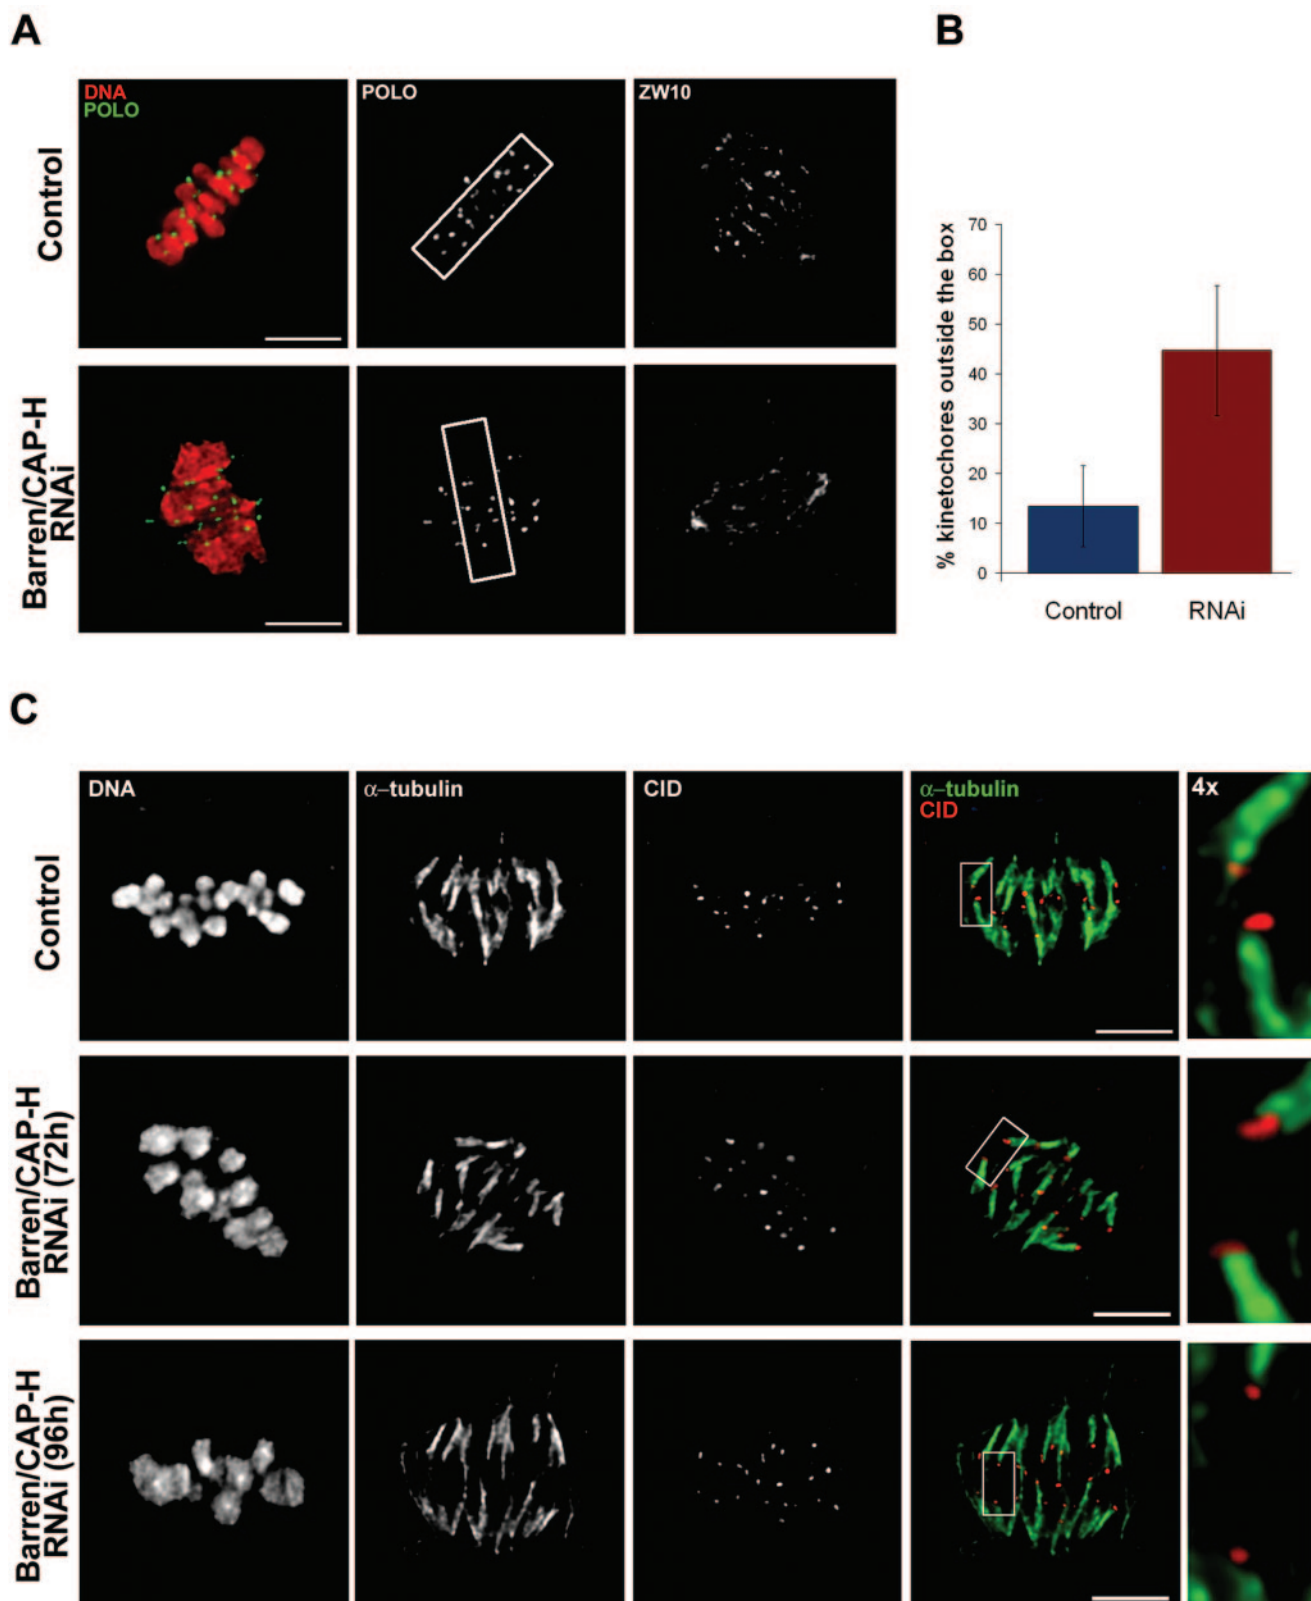 A
B
Control
DNA
POLO
POLO
ZW10
Barren/CAP-H
RNAi
% kinetochores outside the box
70
60
50
40
30
20
10
0
Control
RNAi
C
Control
DNA
α–tubulin
CID
α–tubulin
CID
4x
Barren/CAP-H
RNAi (72h)
Barren/CAP-H
RNAi (96h)